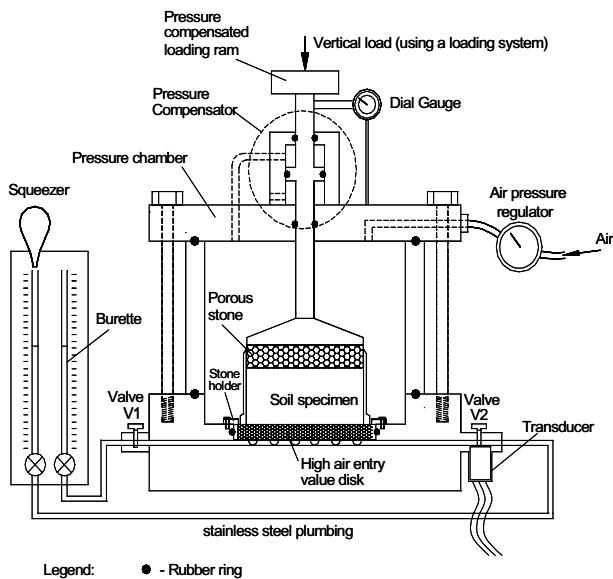 Pressure
compensated
loading ram
Vertical load (using a loading system)
Pressure
Compensator
Dial Gauge
Pressure chamber
Squeezer
Air pressure
regulator
Air
Porous
stone
Burette
Stone
holder
Valve
V1
Soil specimen
Valve
V2
Transducer
High air entry
value disk
stainless steel plumbing
Legend: ● - Rubber ring